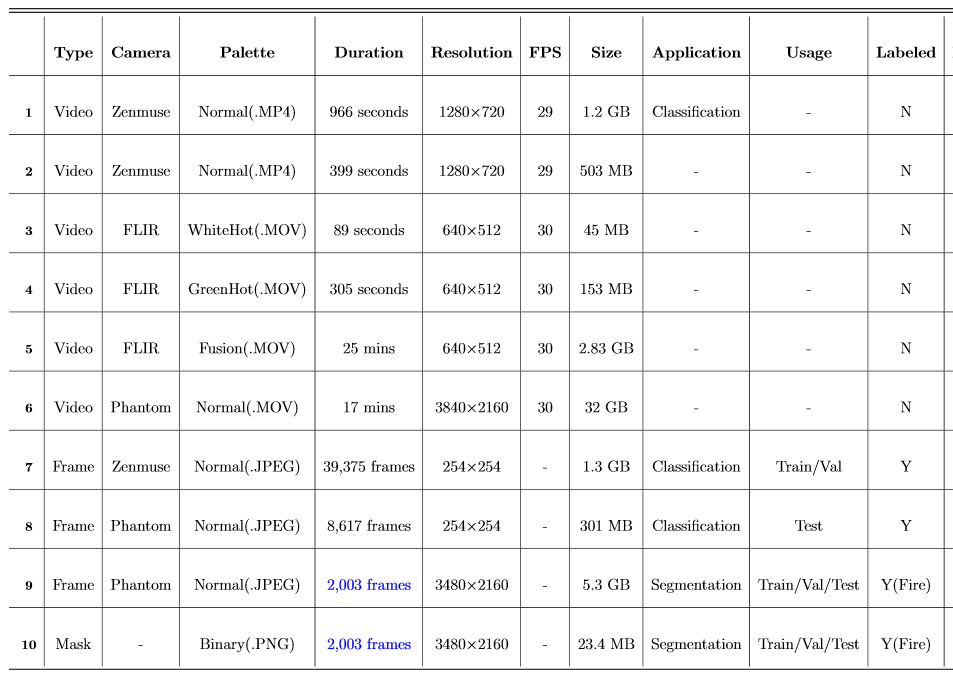 Type Camera Palette Duration Resolution FPS Size Application Usage Labeled
1 Video Zenmuse Normal(.MP4) 966 seconds 1280×720 29 1.2 GB Classification - N
2 Video Zenmuse Normal(.MP4) 399 seconds 1280×720 29 503 MB - - N
3 Video FLIR WhiteHot(.MOV) 89 seconds 640×512 30 45 MB - - N
4 Video FLIR GreenHot(.MOV) 305 seconds 640×512 30 153 MB - - N
5 Video FLIR Fusion(.MOV) 25 mins 640×512 30 2.83 GB - - N
6 Video Phantom Normal(.MOV) 17 mins 3840×2160 30 32 GB - - N
7 Frame Zenmuse Normal(.JPEG) 39,375 frames 254×254 - 1.3 GB Classification Train/Val Y
8 Frame Phantom Normal(.JPEG) 8,617 frames 254×254 - 301 MB Classification Test Y
9 Frame Phantom Normal(.JPEG) 2,003 frames 3480×2160 - 5.3 GB Segmentation Train/Val/Test Y(Fire)
10 Mask - Binary(.PNG) 2,003 frames 3480×2160 - 23.4 MB Segmentation Train/Val/Test Y(Fire)